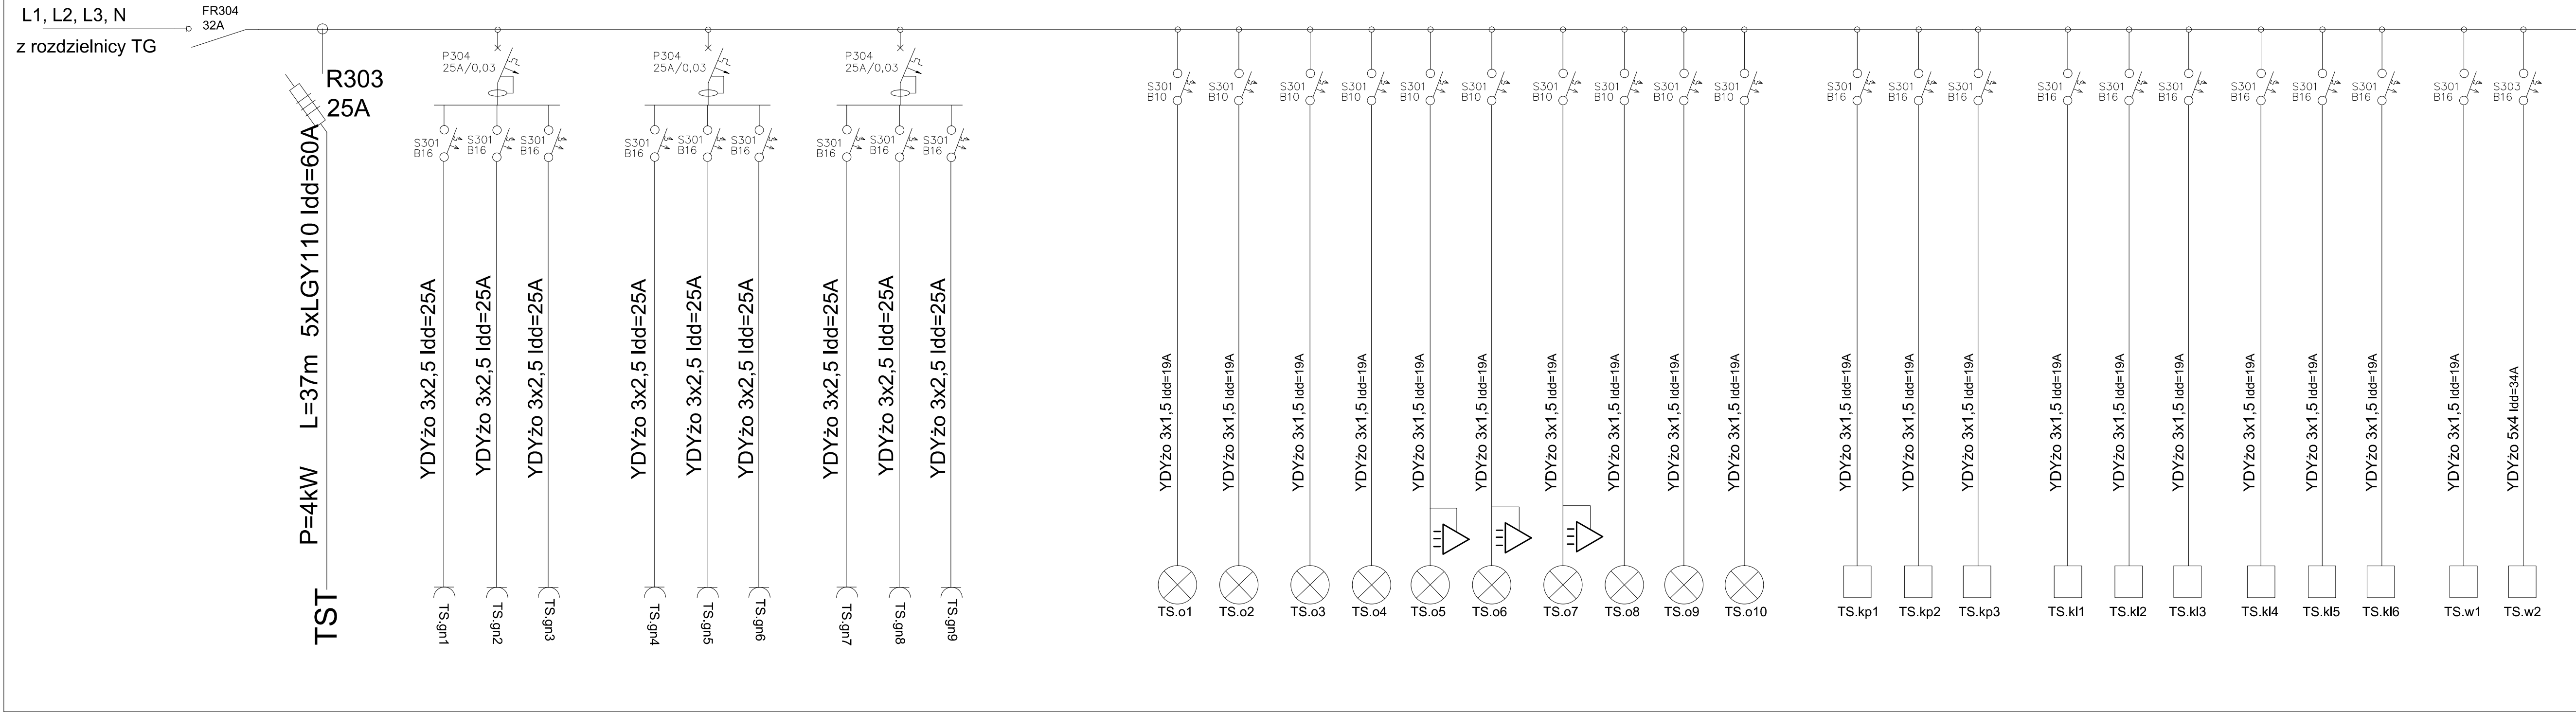 L1, L2, L3, N
z rozdzielnicy TG
FR304
32A
R303
25A
P=4kW L=37m 5xLGY110 Idd=60A
TST
P304
25A/0,03
S301
B16
S301
B16
S301
B16
YDYżo 3x2,5 Idd=25A
YDYżo 3x2,5 Idd=25A
YDYżo 3x2,5 Idd=25A
TS.gn1
TS.gn2
TS.gn3
P304
25A/0,03
S301
B16
S301
B16
S301
B16
YDYżo 3x2,5 Idd=25A
YDYżo 3x2,5 Idd=25A
YDYżo 3x2,5 Idd=25A
TS.gn4
TS.gn5
TS.gn6
P304
25A/0,03
S301
B16
S301
B16
S301
B16
YDYżo 3x2,5 Idd=25A
YDYżo 3x2,5 Idd=25A
YDYżo 3x2,5 Idd=25A
TS.gn7
TS.gn8
TS.gn9
S301
B10
YDYżo 3x1,5 Idd=19A
TS.o1
S301
B10
YDYżo 3x1,5 Idd=19A
TS.o2
S301
B10
YDYżo 3x1,5 Idd=19A
TS.o3
S301
B10
YDYżo 3x1,5 Idd=19A
TS.o4
S301
B10
YDYżo 3x1,5 Idd=19A
TS.o5
S301
B10
YDYżo 3x1,5 Idd=19A
TS.o6
S301
B10
YDYżo 3x1,5 Idd=19A
TS.o7
S301
B10
YDYżo 3x1,5 Idd=19A
TS.o8
S301
B10
YDYżo 3x1,5 Idd=19A
TS.o9
S301
B10
YDYżo 3x1,5 Idd=19A
TS.o10
S301
B16
YDYżo 3x1,5 Idd=19A
TS.kp1
S301
B16
YDYżo 3x1,5 Idd=19A
TS.kp2
S301
B16
YDYżo 3x1,5 Idd=19A
TS.kp3
S301
B16
YDYżo 3x1,5 Idd=19A
TS.kl1
S301
B16
YDYżo 3x1,5 Idd=19A
TS.kl2
S301
B16
YDYżo 3x1,5 Idd=19A
TS.kl3
S301
B16
YDYżo 3x1,5 Idd=19A
TS.kl4
S301
B16
YDYżo 3x1,5 Idd=19A
TS.kl5
S301
B16
YDYżo 3x1,5 Idd=19A
TS.kl6
S301
B16
YDYżo 3x1,5 Idd=19A
TS.w1
S303
B16
YDYżo 5x4 Idd=34A
TS.w2